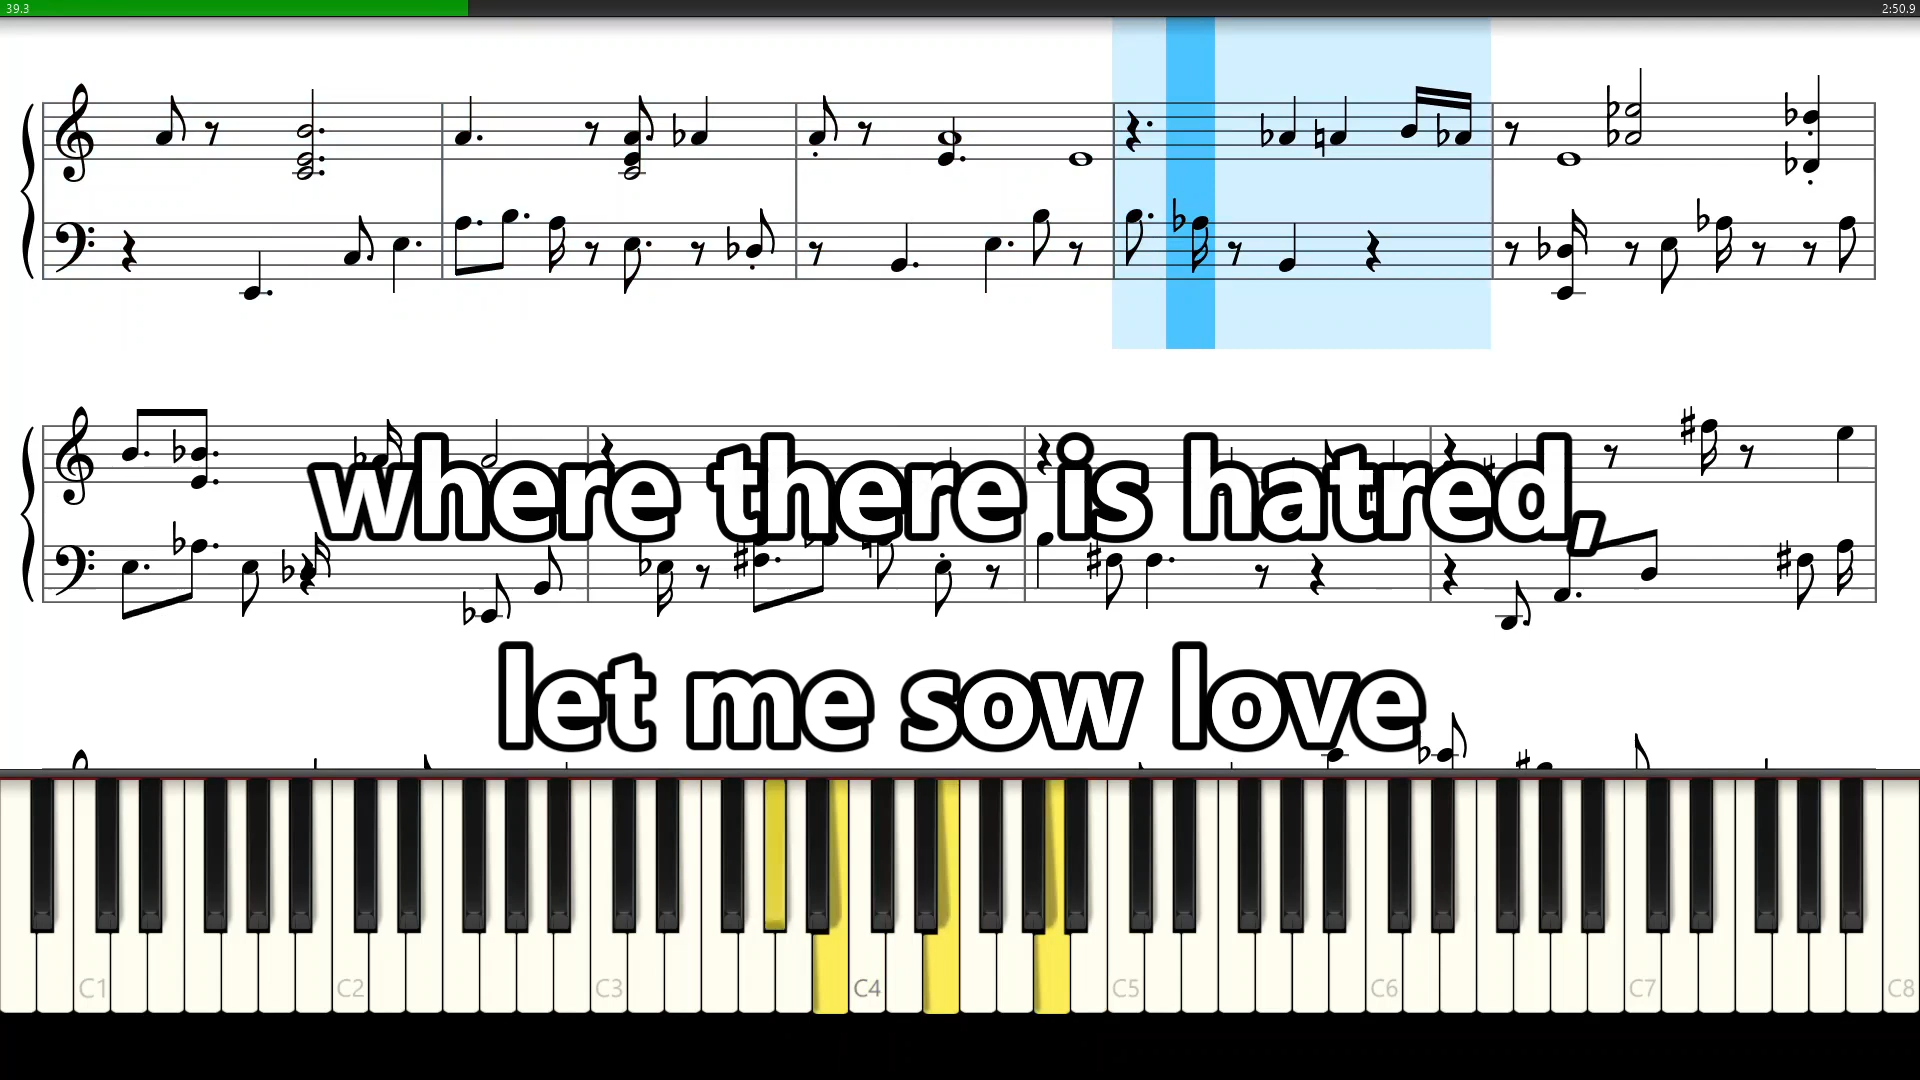 39.3 2:50.9
where there is hatred,
let me sow love
C1 C2 C3 C4 C5 C6 C7 C8